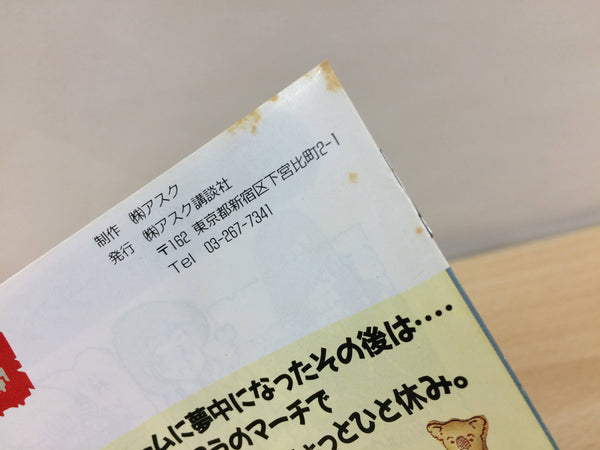 制作 ㈱アスク
発行 ㈱アスク講談社
〒162 東京都新宿区下宮比町2-1
Tel 03-267-7341
ムに夢中になったその後は‥‥
のマーチで
っとひと休み。